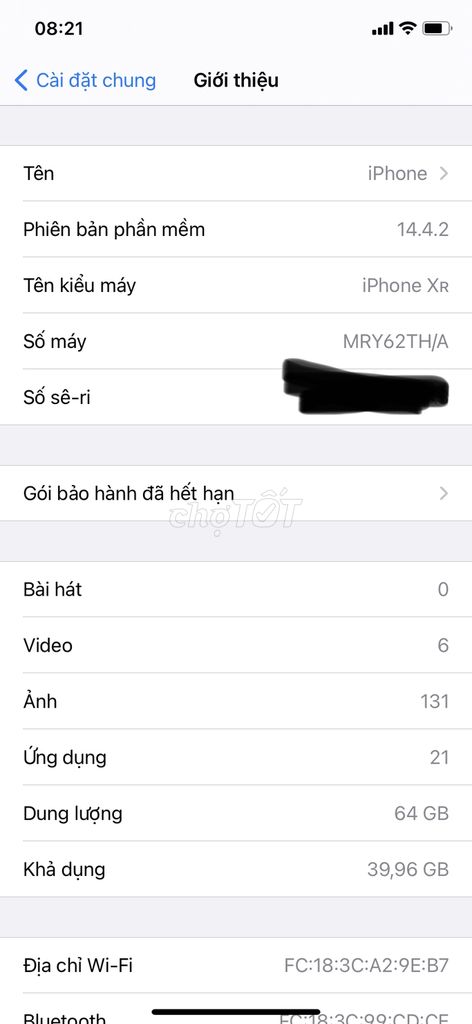 08:21
Cài đặt chung
Giới thiệu
Tên
iPhone
Phiên bản phần mềm
14.4.2
Tên kiểu máy
iPhone XR
Số máy
MRY62TH/A
Số sê-ri
Gói bảo hành đã hết hạn
chợTỐT
Bài hát
0
Video
6
Ảnh
131
Ứng dụng
21
Dung lượng
64 GB
Khả dụng
39,96 GB
Địa chỉ Wi-Fi
FC:18:3C:A2:9E:B7
Bluetooth
FC:18:3C:99:CD:CF